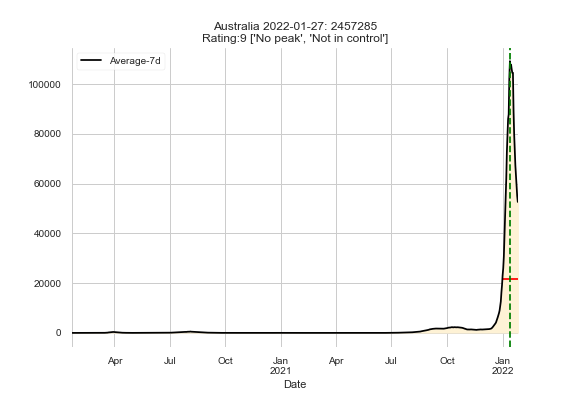 Australia 2022-01-27: 2457285
Rating:9 ['No peak', 'Not in control']
Average-7d
100000
80000
60000
40000
20000
0
Apr Jul Oct Jan Apr Jul Oct Jan
2021 2022
Date